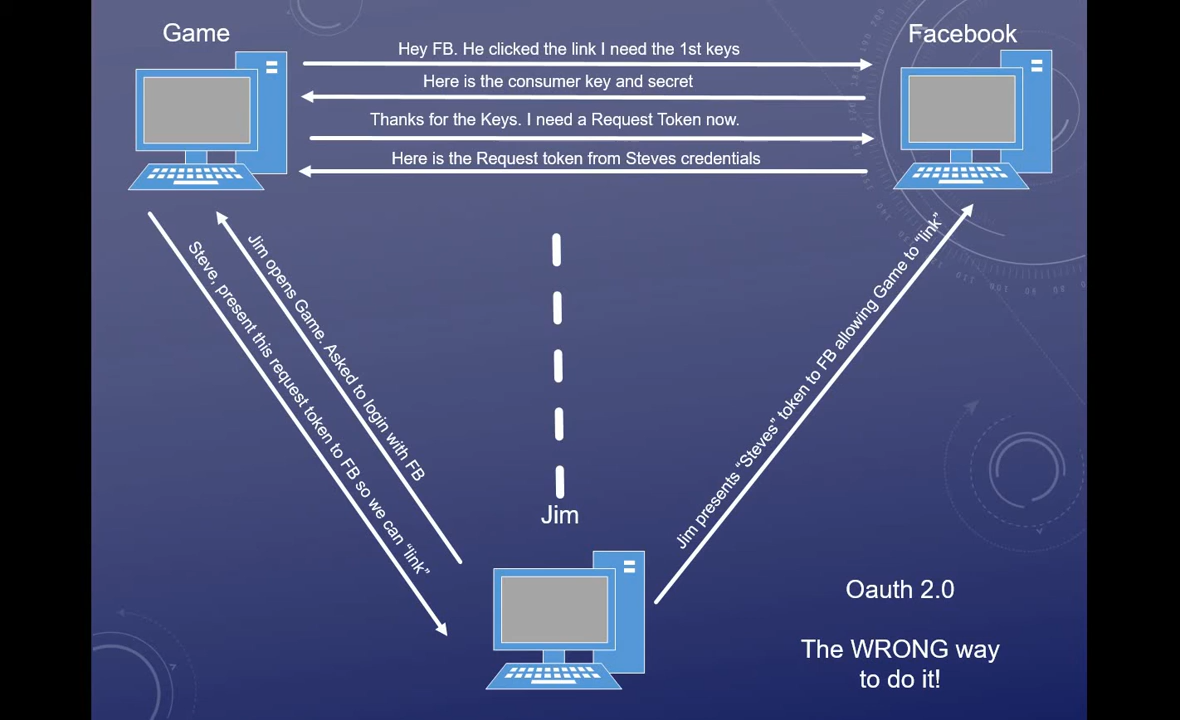 Game
Facebook
Hey FB. He clicked the link I need the 1st keys
Here is the consumer key and secret
Thanks for the Keys. I need a Request Token now.
Here is the Request token from Steves credentials
Steve, present this request token to FB so we can “link”
Jim opens Game. Asked to login with FB
Jim presents “Steves” token to FB allowing Game to “link”
Jim
Oauth 2.0
The WRONG way
to do it!